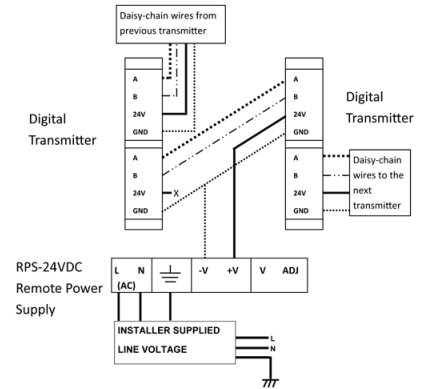 Daisy-chain wires from
previous transmitter
A
B
24V
GND
A
B
24V
X
GND
Digital
Transmitter
A
B
24V
GND
A
B
24V
GND
Digital
Transmitter
Daisy-chain
wires to the
next
transmitter
RPS-24VDC
Remote Power
Supply
L N -V +V V ADJ
(AC)
INSTALLER SUPPLIED
LINE VOLTAGE
L
N